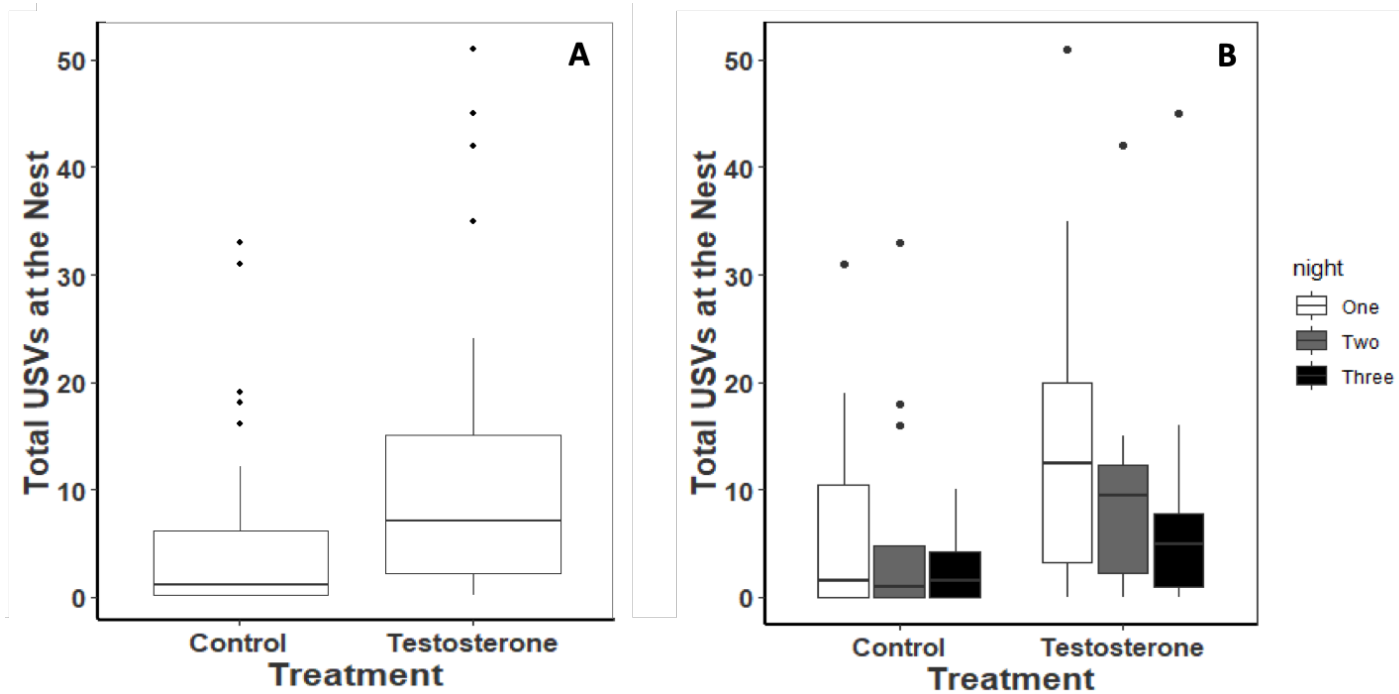 A
Total USVs at the Nest
50
40
30
20
10
0
Control Testosterone
Treatment
B
Total USVs at the Nest
50
40
30
20
10
0
Control Testosterone
Treatment
night
One
Two
Three